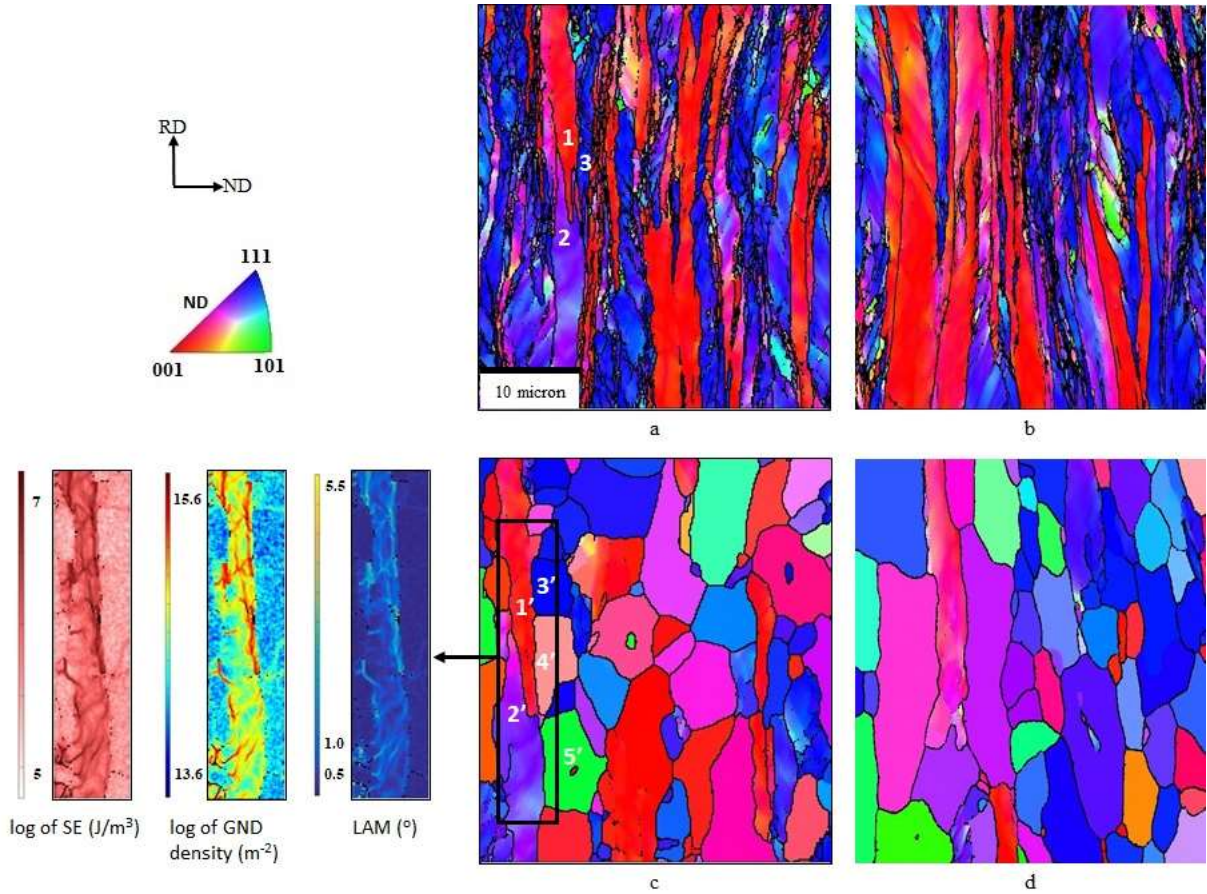 RD
ND
111
ND
001
101
1
3
2
10 micron
a
b
7
5
log of SE (J/m³)
15.6
13.6
log of GND
density (m⁻²)
5.5
1.0
0.5
LAM (°)
3'
1'
4'
2'
5'
c
d